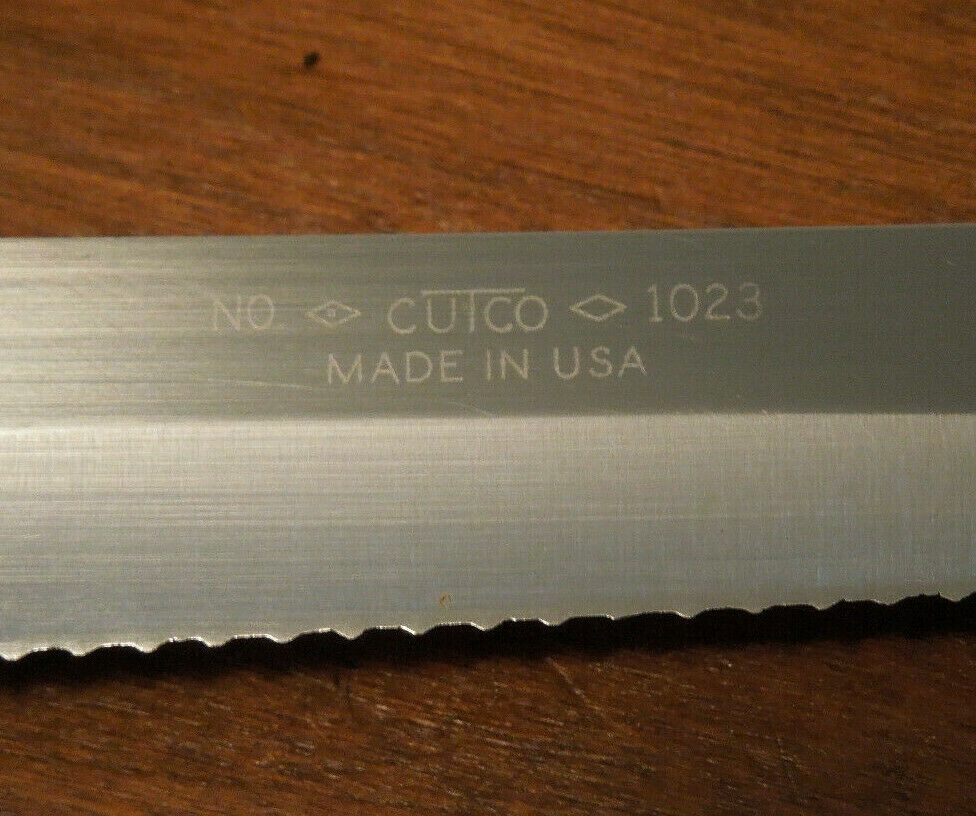 NO CUTCO 1023
MADE IN USA